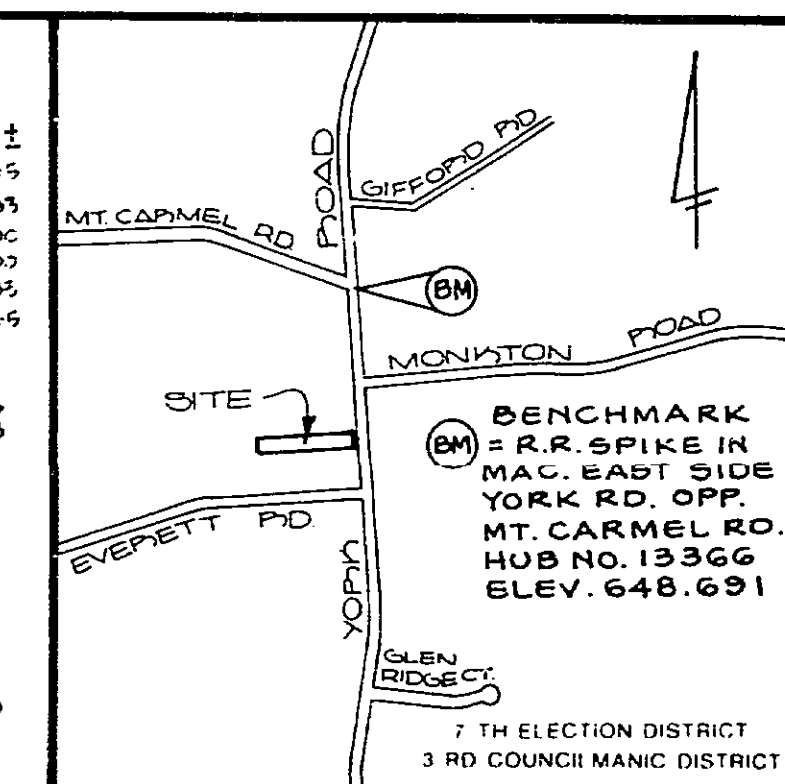 GIFFORD RD
ROAD
MT. CARMEL RD.
BM
MONKTON ROAD
SITE
BM
BENCHMARK
= R.R. SPIKE IN
MAC. EAST SIDE
YORK RD. OPP.
MT. CARMEL RD.
HUB NO. 13366
ELEV. 648.691
EVERETT RD.
YORK
GLEN
RIDGE CT.
7 TH ELECTION DISTRICT
3 RD COUNCILMANIC DISTRICT